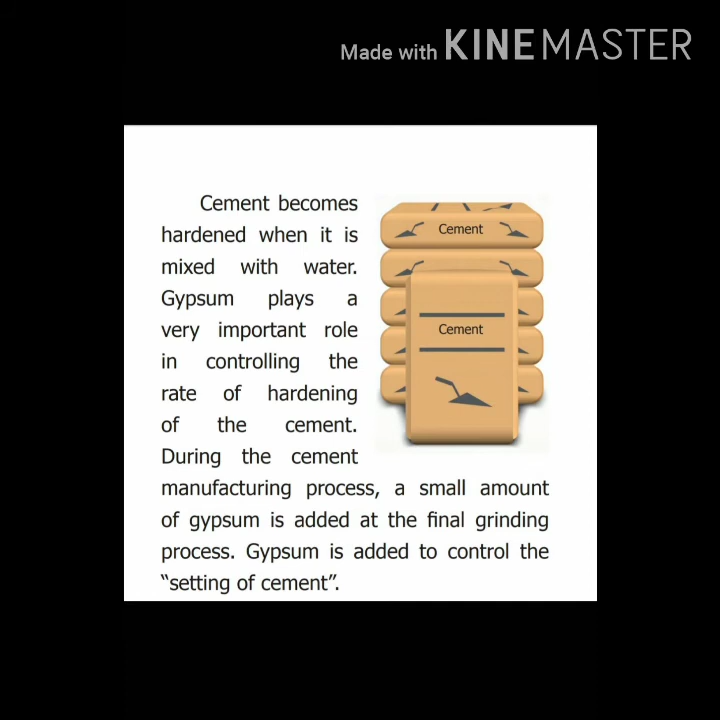 Made with KINEMASTER
Cement becomes
hardened when it is
mixed with water.
Gypsum plays a
very important role
in controlling the
rate of hardening
of the cement.
During the cement
manufacturing process, a small amount
of gypsum is added at the final grinding
process. Gypsum is added to control the
“setting of cement”.
Cement
Cement